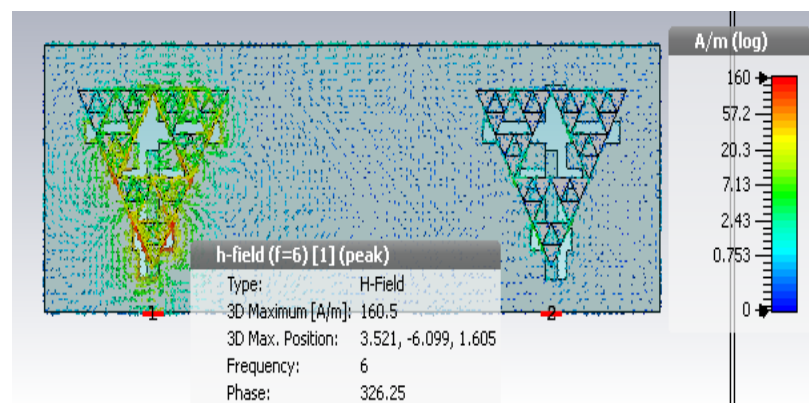 A/m (log)
160
57.2
20.3
7.13
2.43
0.753
0
1
2
h-field (f=6) [1] (peak)
Type: H-Field
3D Maximum [A/m]: 160.5
3D Max. Position: 3.521, -6.099, 1.605
Frequency: 6
Phase: 326.25